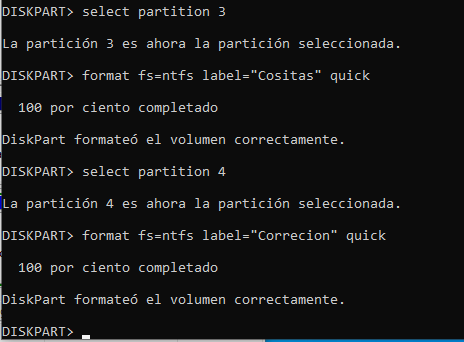 DISKPART> select partition 3
La partición 3 es ahora la partición seleccionada.
DISKPART> format fs=ntfs label="Cositas" quick
100 por ciento completado
DiskPart formateó el volumen correctamente.
DISKPART> select partition 4
La partición 4 es ahora la partición seleccionada.
DISKPART> format fs=ntfs label="Correcion" quick
100 por ciento completado
DiskPart formateó el volumen correctamente.
DISKPART>